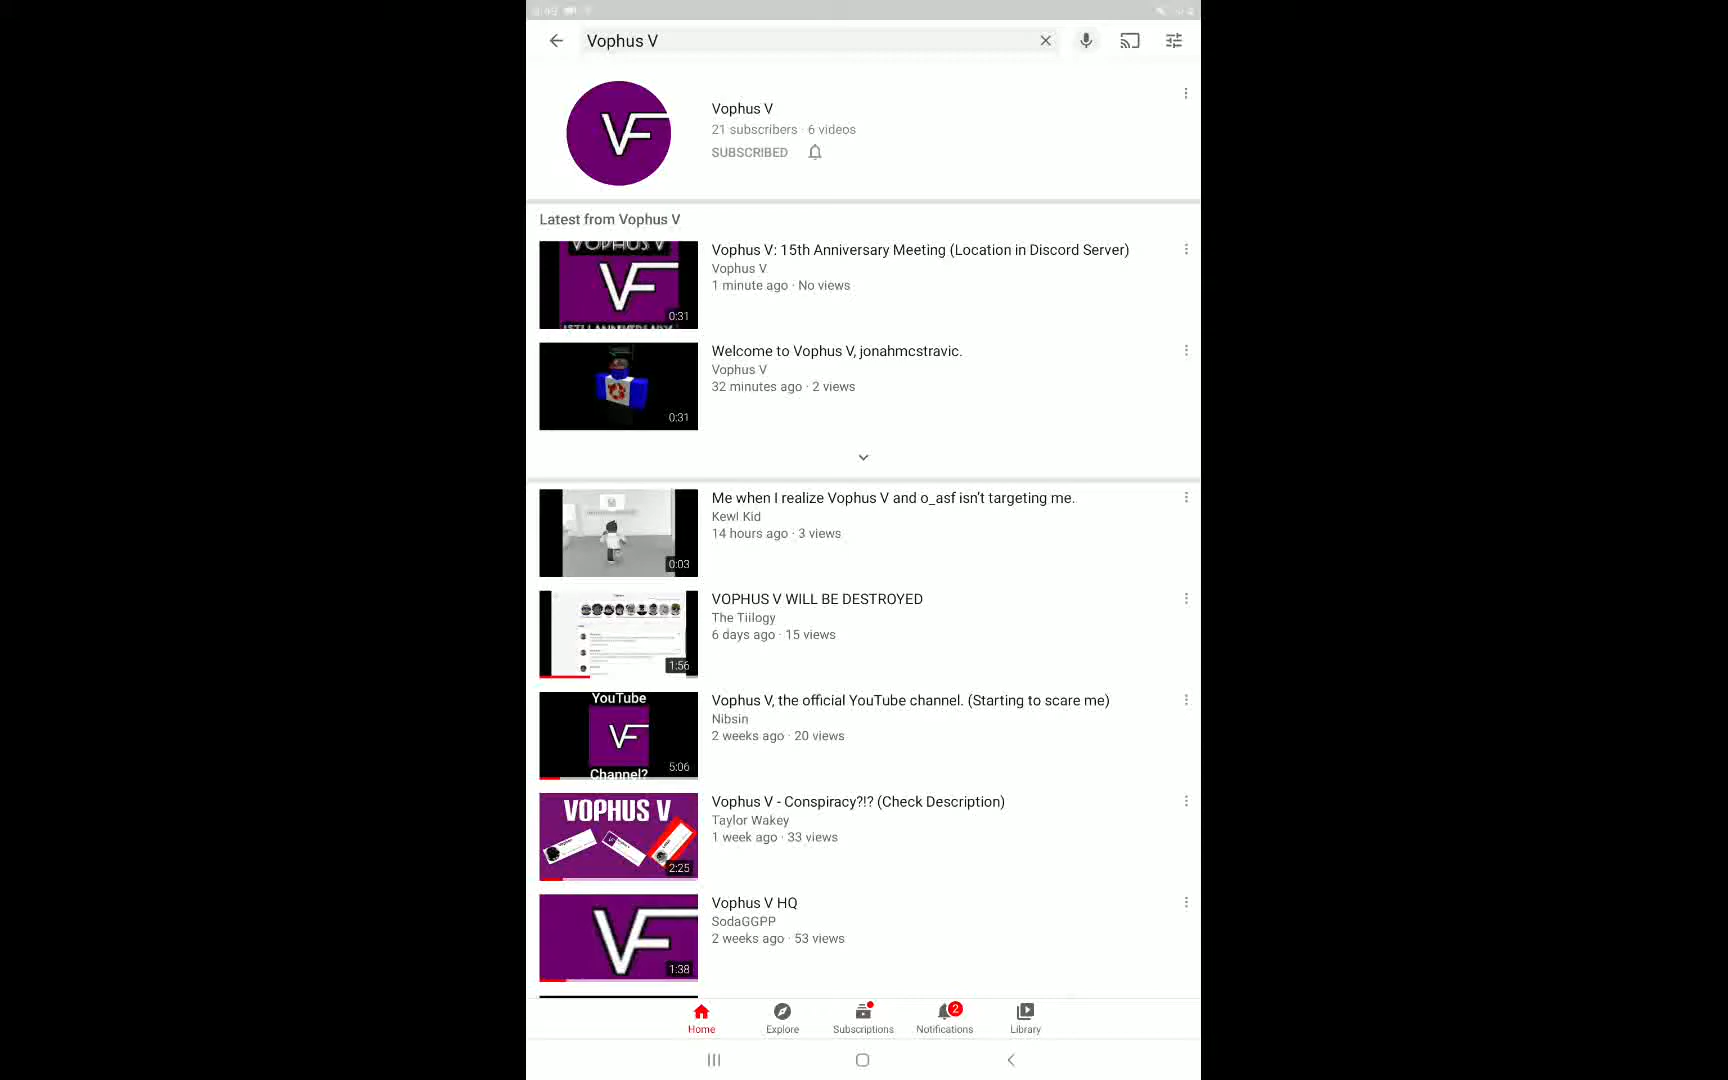 Vophus V
VF
Vophus V
21 subscribers · 6 videos
SUBSCRIBED
Latest from Vophus V
VOPHUS V
VF
15TH ANNIVERSARY
0:31
Vophus V: 15th Anniversary Meeting (Location in Discord Server)
Vophus V
1 minute ago · No views
0:31
Welcome to Vophus V, jonahmcstravic.
Vophus V
32 minutes ago · 2 views
0:03
Me when I realize Vophus V and o_asf isn't targeting me.
Kewl Kid
14 hours ago · 3 views
1:56
VOPHUS V WILL BE DESTROYED
The Tiilogy
6 days ago · 15 views
YouTube
VF
Channel?
5:06
Vophus V, the official YouTube channel. (Starting to scare me)
Nibsin
2 weeks ago · 20 views
VOPHUS V
2:25
Vophus V - Conspiracy?!? (Check Description)
Taylor Wakey
1 week ago · 33 views
VF
1:38
Vophus V HQ
SodaGGPP
2 weeks ago · 53 views
2
Home
Explore
Subscriptions
Notifications
Library